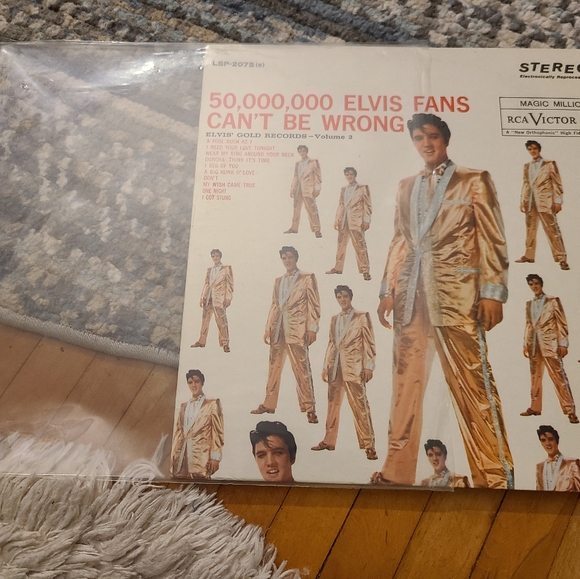 LSP-2075(e)
STEREO
Electronically Reprocessed
50,000,000 ELVIS FANS
CAN'T BE WRONG
ELVIS' GOLD RECORDS—Volume 2
A FOOL SUCH AS I
I NEED YOUR LOVE TONIGHT
WEAR MY RING AROUND YOUR NECK
DONCHA' THINK IT'S TIME
I BEG OF YOU
A BIG HUNK O' LOVE
DON'T
MY WISH CAME TRUE
ONE NIGHT
I GOT STUNG
MAGIC MILLIO
RCA VICTOR
A "New Orthophonic" High F